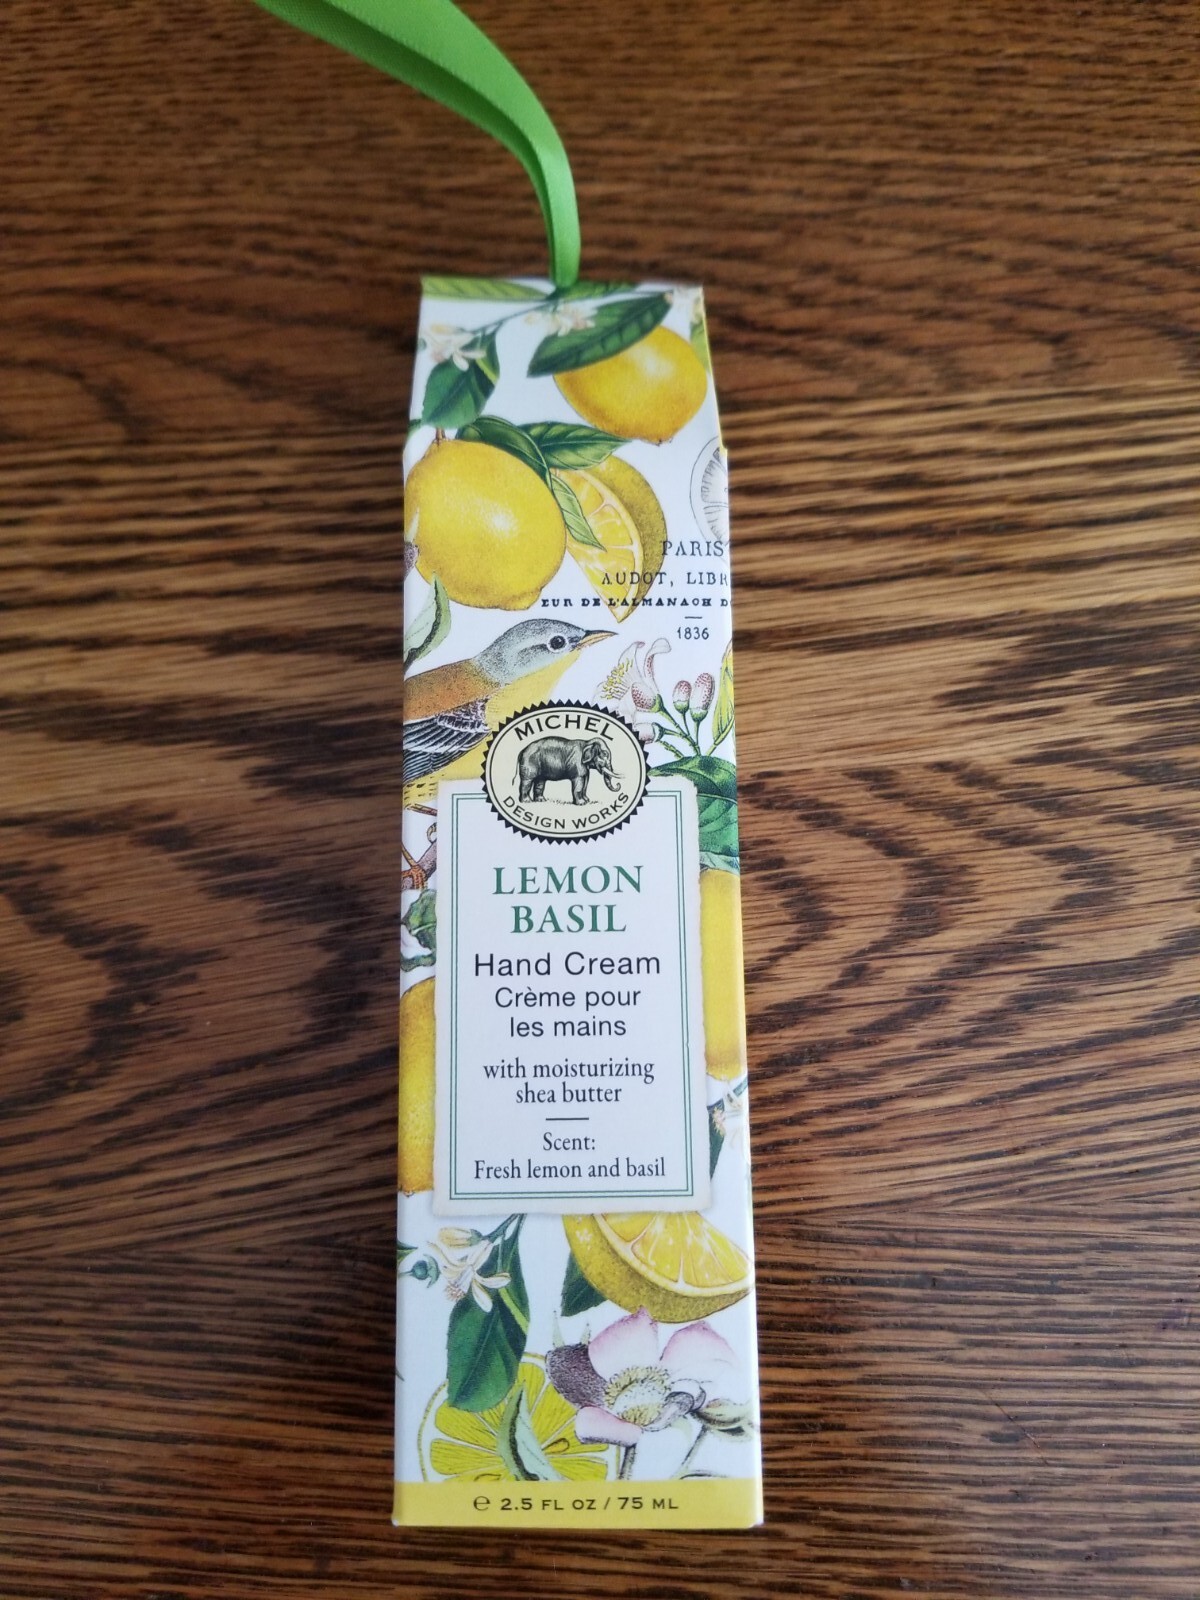 PARIS
AUDOT, LIBR
EUR DE L'ALMANACH D
1836
MICHEL
DESIGN WORKS
LEMON
BASIL
Hand Cream
Crème pour
les mains
with moisturizing
shea butter
Scent:
Fresh lemon and basil
℮ 2.5 FL OZ / 75 ML